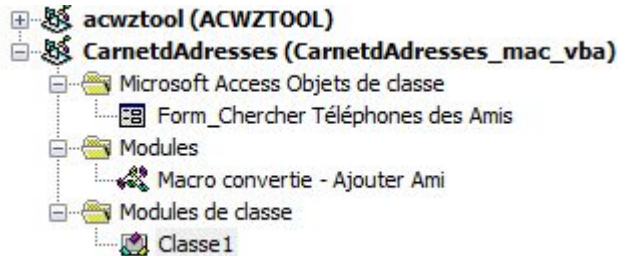 acwztool (ACWZTOOL)
CarnetdAdresses (CarnetdAdresses_mac_vba)
Microsoft Access Objets de classe
Form_Chercher Téléphones des Amis
Modules
Macro convertie - Ajouter Ami
Modules de classe
Classe1